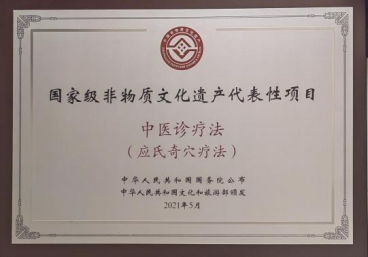 国家级非物质文化遗产代表性项目
中医诊疗法
（应氏奇穴疗法）
中华人民共和国国务院公布
中华人民共和国文化和旅游部颁发
2021年5月